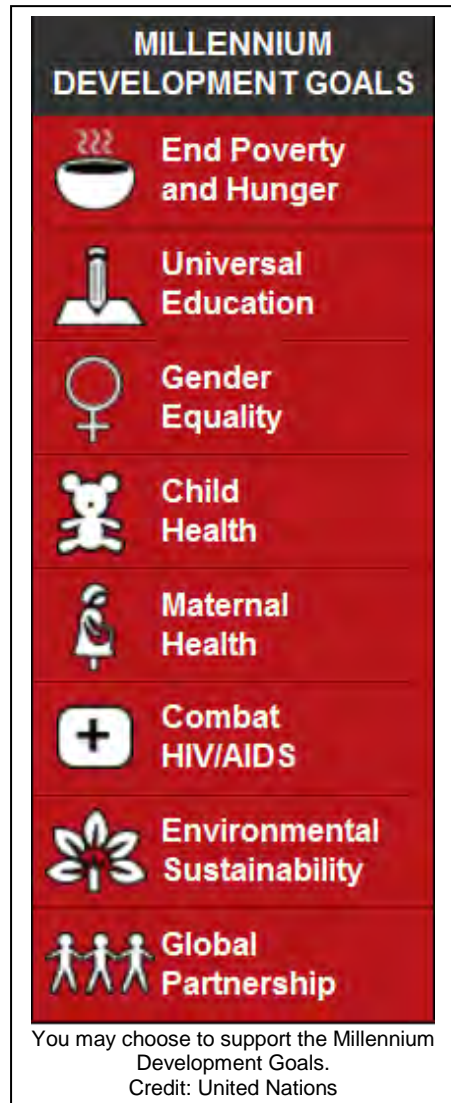 MILLENNIUM
DEVELOPMENT GOALS
End Poverty
and Hunger
Universal
Education
Gender
Equality
Child
Health
Maternal
Health
Combat
HIV/AIDS
Environmental
Sustainability
Global
Partnership
You may choose to support the Millennium
Development Goals.
Credit: United Nations